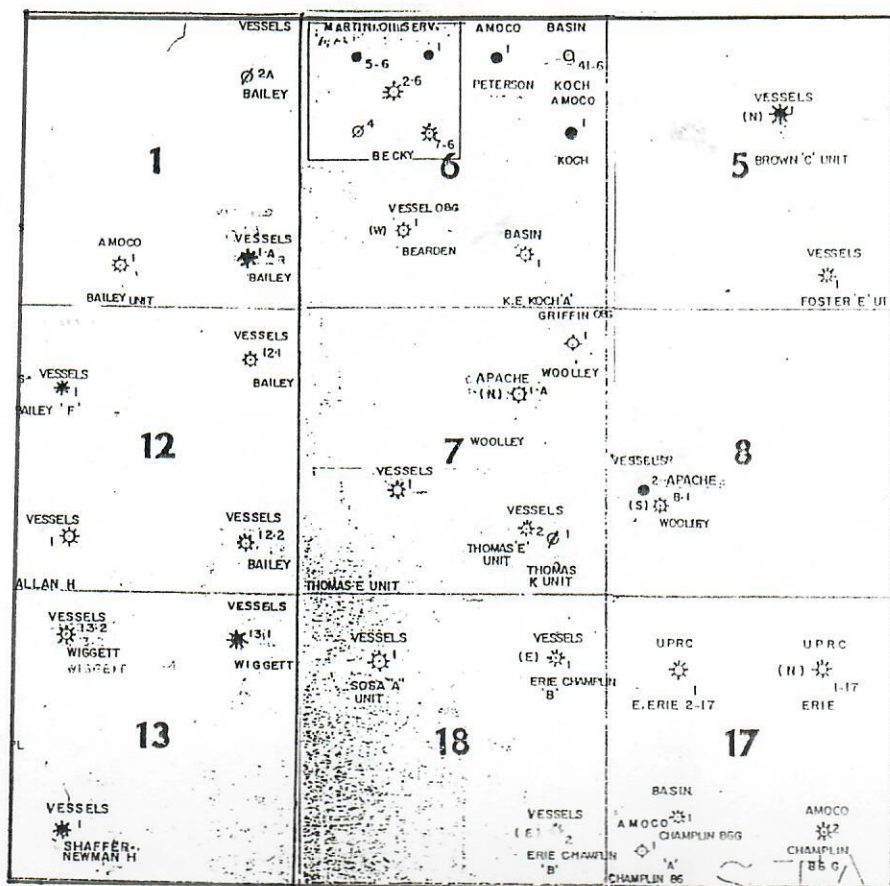 VESSELS
2A
BAILEY
1
AMOCO
1
BAILEY UNIT
VESSELS
1-A
BAILEY
MARTIN OIL SERV.
5-6
1
2-6
4
7-6
BECKY
6
AMOCO
1
PETERSON
BASIN
41-6
KOCH
AMOCO
1
KOCH
VESSEL O&G
(W)
1
BEARDEN
BASIN
1
K.E. KOCH 'A'
VESSELS
(N)
1
5
BROWN 'C' UNIT
VESSELS
1
FOSTER 'E' UT
VESSELS
12-1
BAILEY
VESSELS
1
BAILEY 'F'
12
VESSELS
1
ALLAN H
VESSELS
12-2
BAILEY
GRIFFIN O&G
1
WOOLLEY
APACHE
(N)
1-A
WOOLLEY
7
VESSELS
1
THOMAS E UNIT
VESSELS
2
THOMAS 'E'
UNIT
1
THOMAS
K UNIT
8
VESSELS
2
APACHE
(S)
8-1
WOOLLEY
VESSELS
13-2
WIGGETT
WIGGETT
VESSELS
13-1
WIGGETT
13
VESSELS
1
SHAFFER
NEWMAN H
VESSELS
1
SOSA "A"
UNIT
VESSELS
(E)
1
ERIE CHAMPLIN
'B'
18
VESSELS
(E)
2
ERIE CHAMPLIN
'B'
UPRC
1
E. ERIE 2-17
UPRC
(N)
1-17
ERIE
17
BASIN
1
CHAMPLIN 86G
AMOCO
1
'A'
CHAMPLIN 86
AMOCO
2
CHAMPLIN
86 G